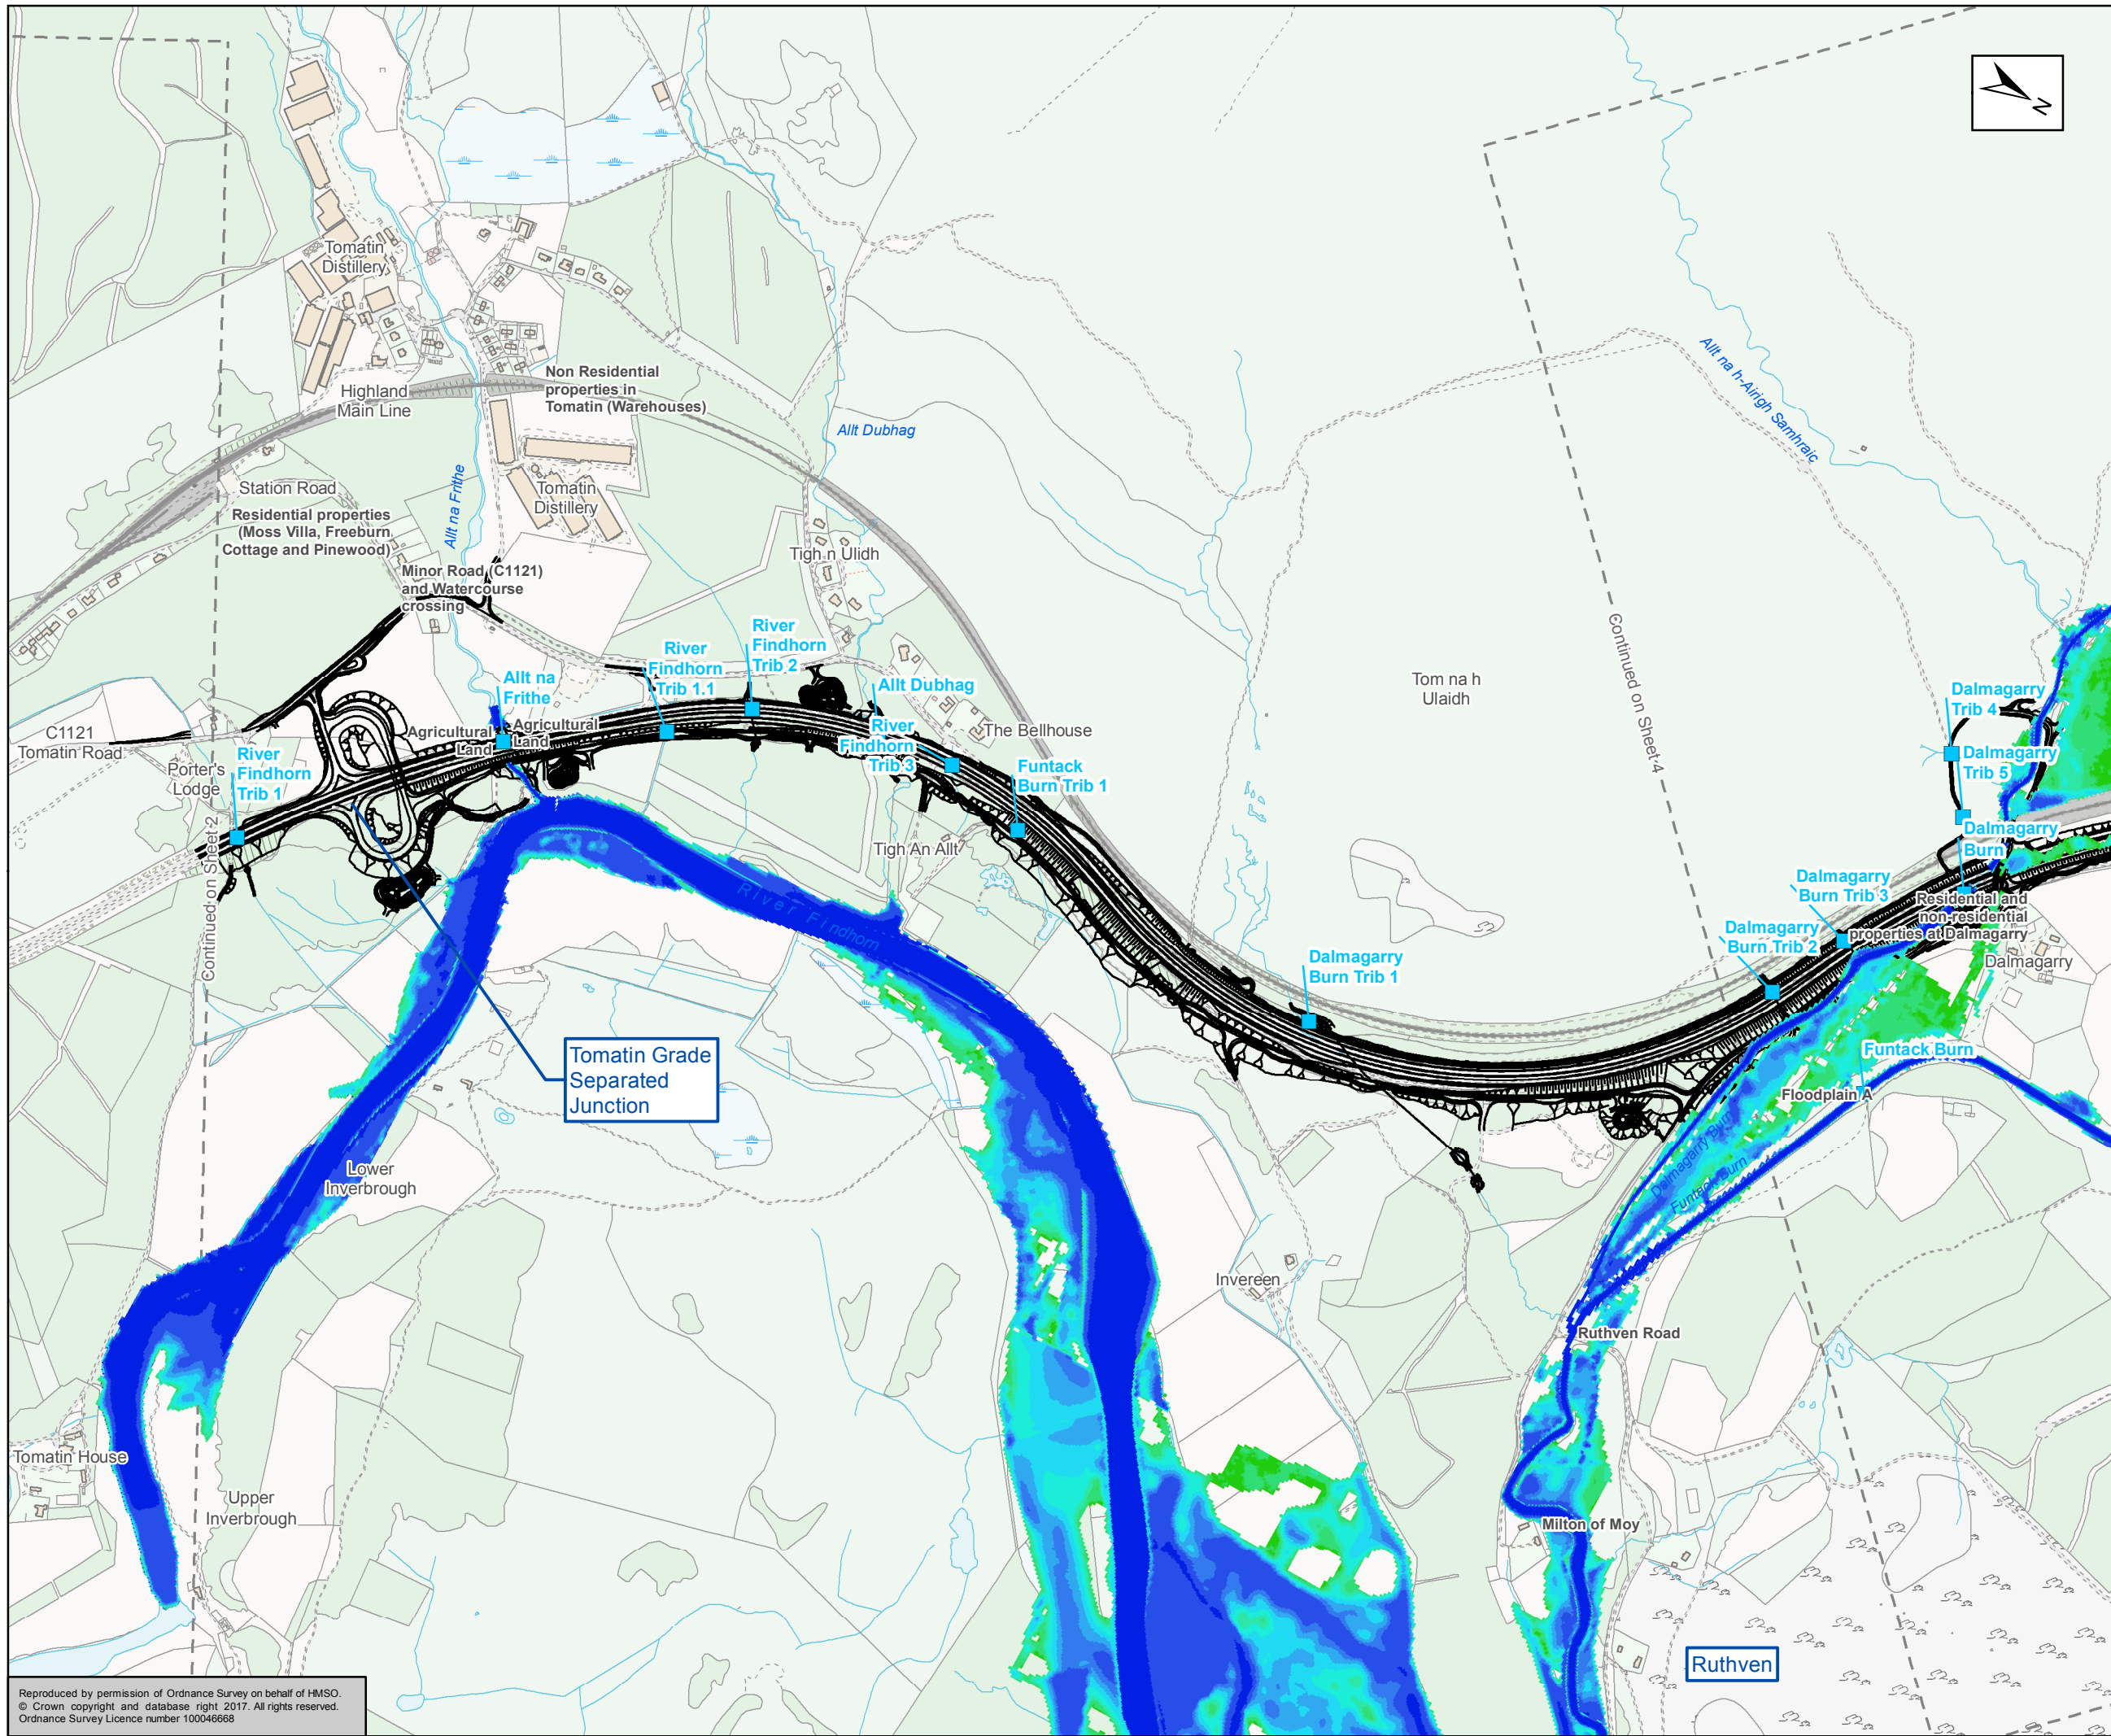 N
Tomatin
Distillery
Allt na h-Airigh Samhraic
Non Residential
properties in
Tomatin (Warehouses)
Highland
Main Line
Allt Dubhag
Station Road
Allt na Frithe
Tomatin
Distillery
Residential properties
(Moss Villa, Freeburn
Cottage and Pinewood)
Tigh n Ulidh
Minor Road (C1121)
and Watercourse
crossing
Continued on Sheet 4
River
Findhorn
Trib 2
River
Findhorn
Trib 1.1
Allt na
Frithe
Allt Dubhag
Tom na h
Ulaidh
Dalmagarry
Trib 4
C1121
Tomatin Road
Agricultural
Land
Agricultural
Land
River
Findhorn
Trib 3
The Bellhouse
Dalmagarry
Trib 5
Porter's
Lodge
River
Findhorn
Trib 1
Funtack
Burn Trib 1
Dalmagarry
Burn
Tigh An Allt
Continued on Sheet 2
River Findhorn
Dalmagarry
Burn Trib 3
Residential and
non-residential
properties at Dalmagarry
Dalmagarry
Burn Trib 2
Dalmagarry
Dalmagarry
Burn Trib 1
Tomatin Grade
Separated
Junction
Funtack Burn
Floodplain A
Dalmagarry Burn
Funtack Burn
Lower
Inverbrough
Invereen
Ruthven Road
Tomatin House
Upper
Inverbrough
Milton of Moy
Ruthven
Reproduced by permission of Ordnance Survey on behalf of HMSO.
© Crown copyright and database right 2017. All rights reserved.
Ordnance Survey Licence number 100046668